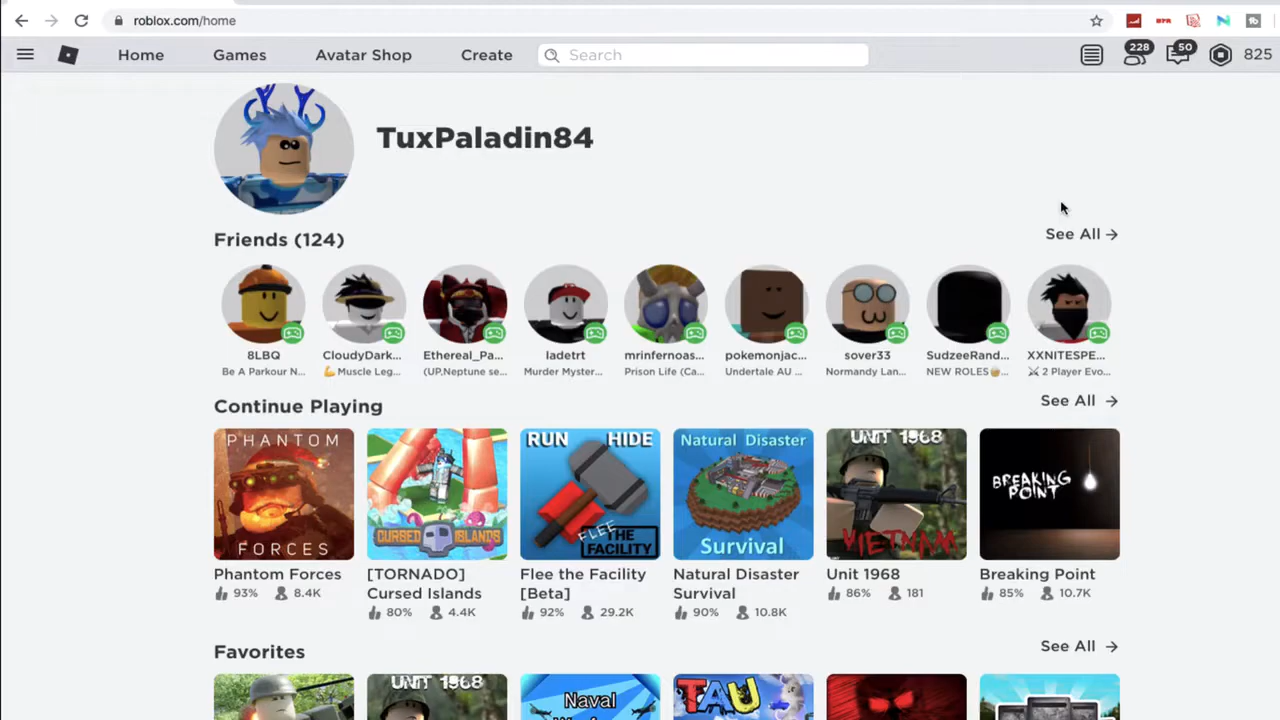 roblox.com/home
Home Games Avatar Shop Create Search 228 50 825
TuxPaladin84
Friends (124) See All
8LBQ CloudyDark... Ethereal_Pa... ladetrt mrinfernoas... pokemonjac... sover33 SudzeeRand... XXNITESPE...
Be A Parkour N... Muscle Leg... (UP,Neptune se... Murder Myster... Prison Life (Ca... Undertale AU ... Normandy Lan... NEW ROLES... 2 Player Evo...
Continue Playing See All
PHANTOM FORCES
CURSED ISLANDS
RUN HIDE FLEE THE FACILITY
Natural Disaster Survival
UNIT 1968 VIETNAM
BREAKING POINT
Phantom Forces
93% 8.4K
[TORNADO] Cursed Islands
80% 4.4K
Flee the Facility [Beta]
92% 29.2K
Natural Disaster Survival
90% 10.8K
Unit 1968
86% 181
Breaking Point
85% 10.7K
Favorites See All
UNIT 1968
Naval
TAU